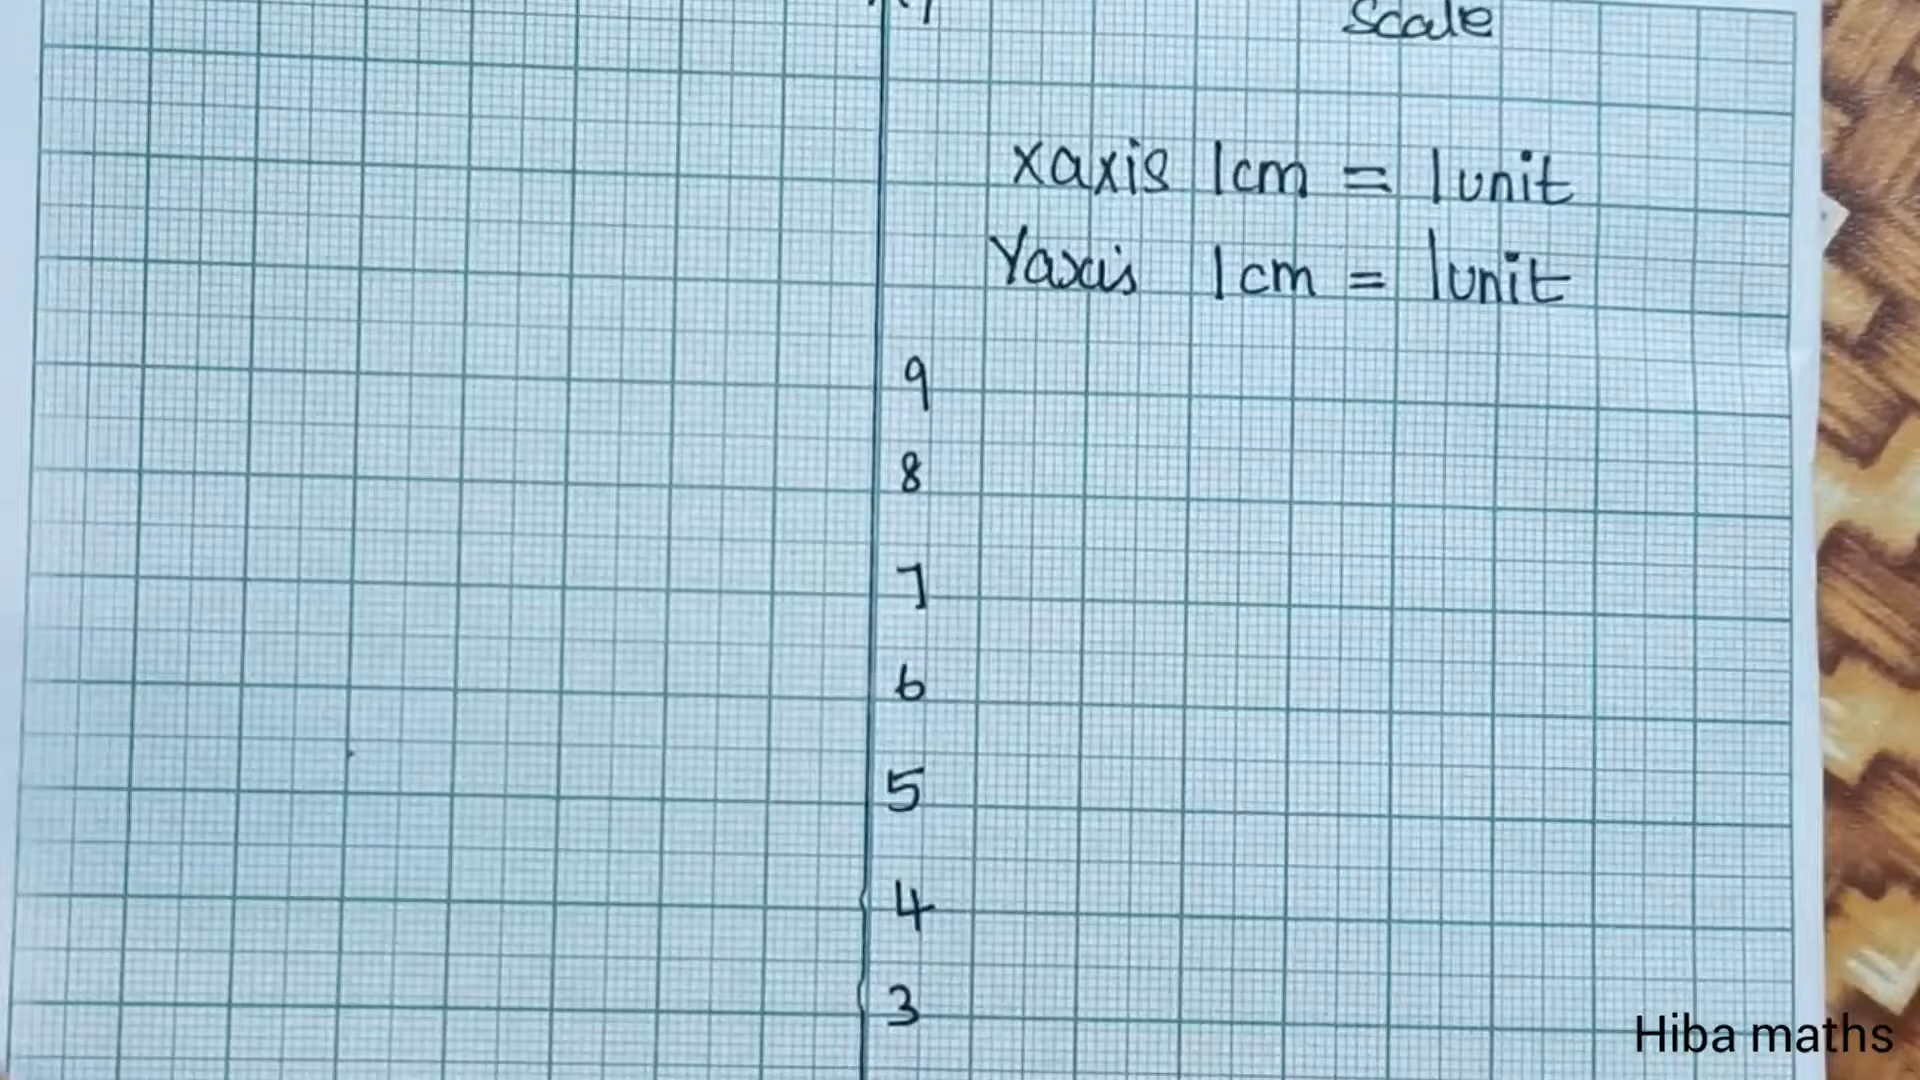 Scale
xaxis 1cm = 1unit
Yaxis 1cm = 1unit
9
8
7
6
5
4
3
Hiba maths